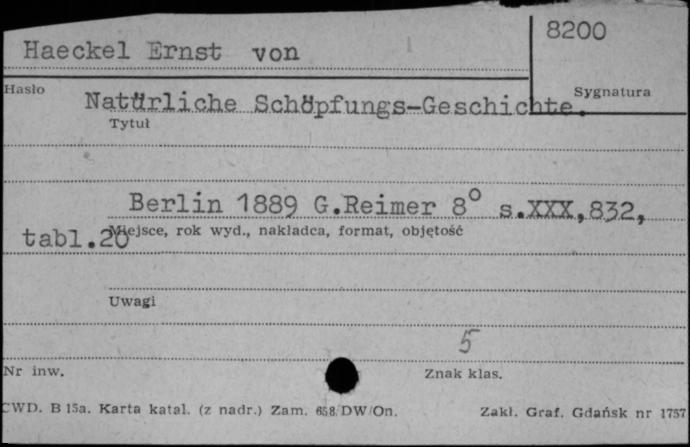 8200
Haeckel Ernst von
Hasło
Sygnatura
Natürliche Schöpfungs-Geschichte.
Tytuł
Berlin 1889 G.Reimer 8° s.XXX,832,
tabl.20
Miejsce, rok wyd., nakładca, format, objętość
Uwagi
5
Nr inw.
Znak klas.
CWD. B 15a. Karta katal. (z nadr.) Zam. 658/DW/On.
Zakł. Graf. Gdańsk nr 1757